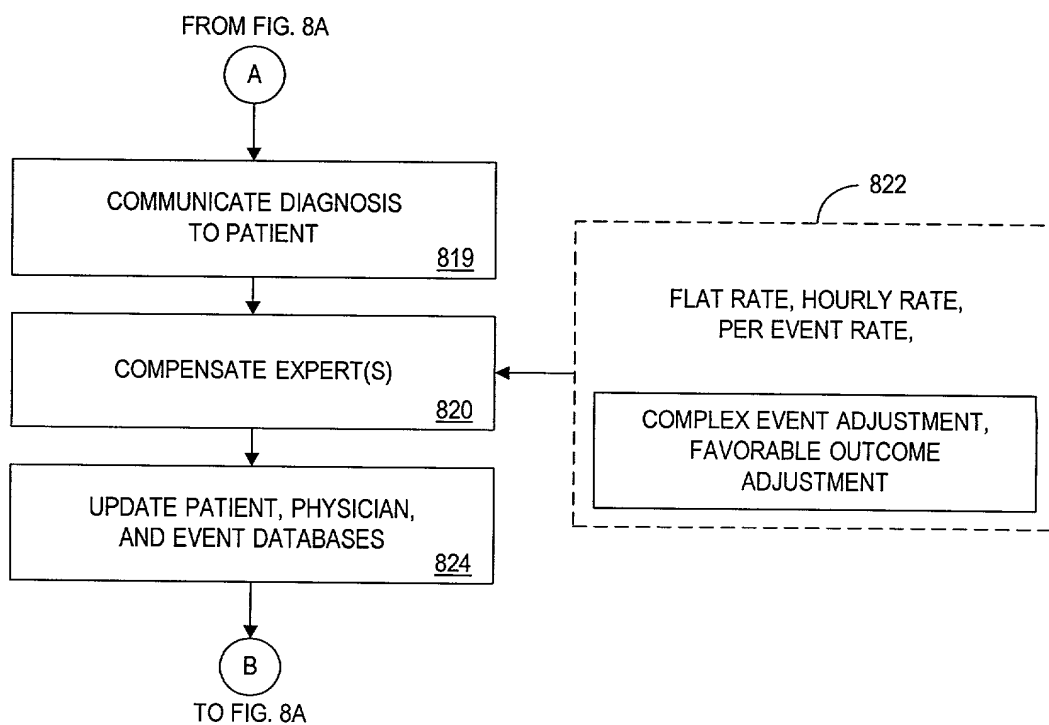 FROM FIG. 8A
A
COMMUNICATE DIAGNOSIS
TO PATIENT
819
822
FLAT RATE, HOURLY RATE,
PER EVENT RATE,
COMPENSATE EXPERT(S)
820
COMPLEX EVENT ADJUSTMENT,
FAVORABLE OUTCOME
ADJUSTMENT
UPDATE PATIENT, PHYSICIAN,
AND EVENT DATABASES
824
B
TO FIG. 8A